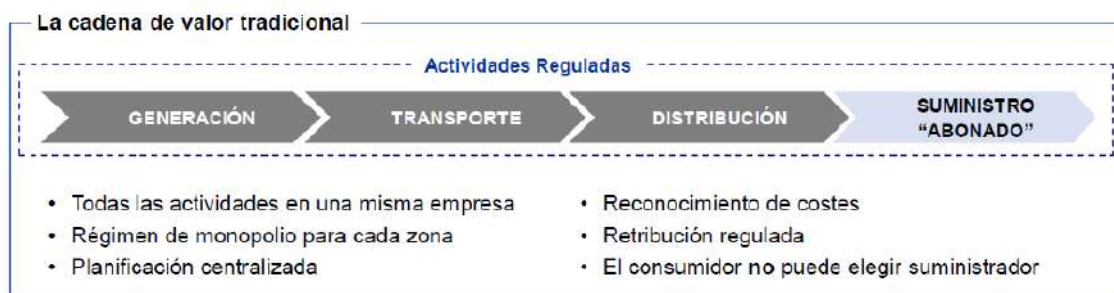 La cadena de valor tradicional
Actividades Reguladas
GENERACIÓN
TRANSPORTE
DISTRIBUCIÓN
SUMINISTRO
“ABONADO”
• Todas las actividades en una misma empresa
• Régimen de monopolio para cada zona
• Planificación centralizada
• Reconocimiento de costes
• Retribución regulada
• El consumidor no puede elegir suministrador